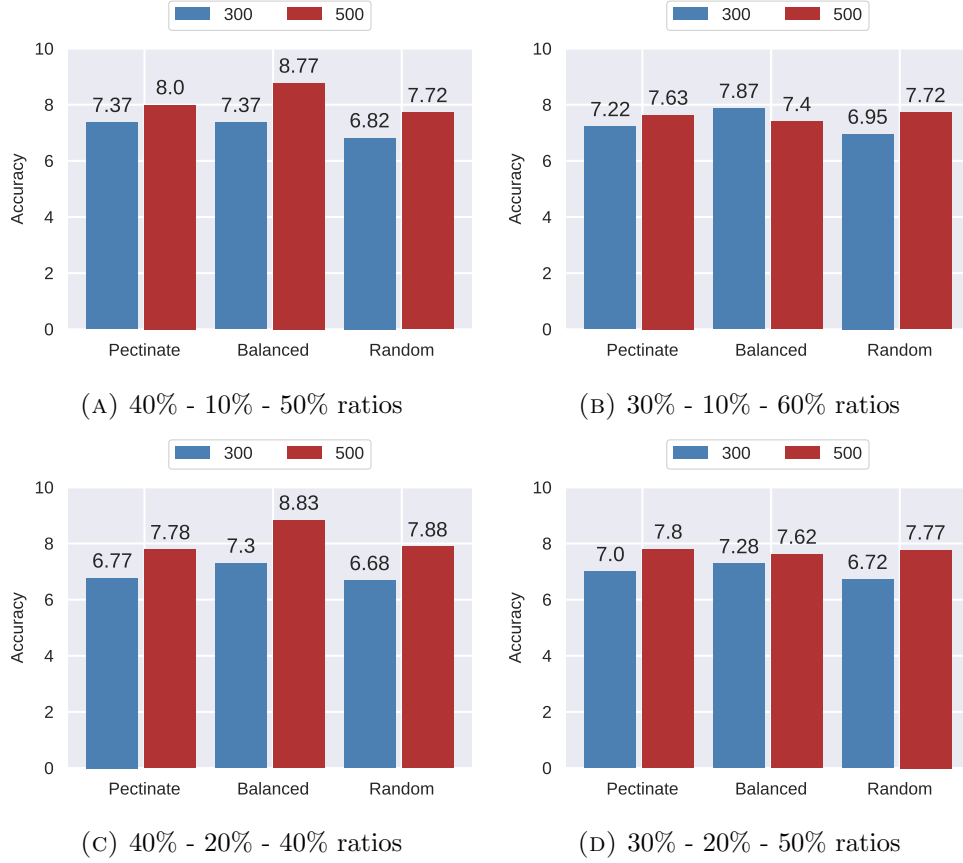 300 500
10
8
6
4
2
0
Accuracy
7.37 8.0 7.37 8.77 6.82 7.72
Pectinate Balanced Random
(A) 40% - 10% - 50% ratios
300 500
10
8
6
4
2
0
Accuracy
7.22 7.63 7.87 7.4 6.95 7.72
Pectinate Balanced Random
(B) 30% - 10% - 60% ratios
300 500
10
8
6
4
2
0
Accuracy
6.77 7.78 7.3 8.83 6.68 7.88
Pectinate Balanced Random
(C) 40% - 20% - 40% ratios
300 500
10
8
6
4
2
0
Accuracy
7.0 7.8 7.28 7.62 6.72 7.77
Pectinate Balanced Random
(D) 30% - 20% - 50% ratios